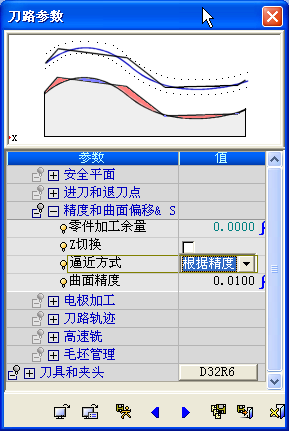 刀路参数
x
参数 值
安全平面
进刀和退刀点
精度和曲面偏移& S
零件加工余量 0.0000 f
Z切换
逼近方式 根据精度
曲面精度 0.0100 f
电极加工
刀路轨迹
高速铣
毛坯管理
刀具和夹头 D32R6